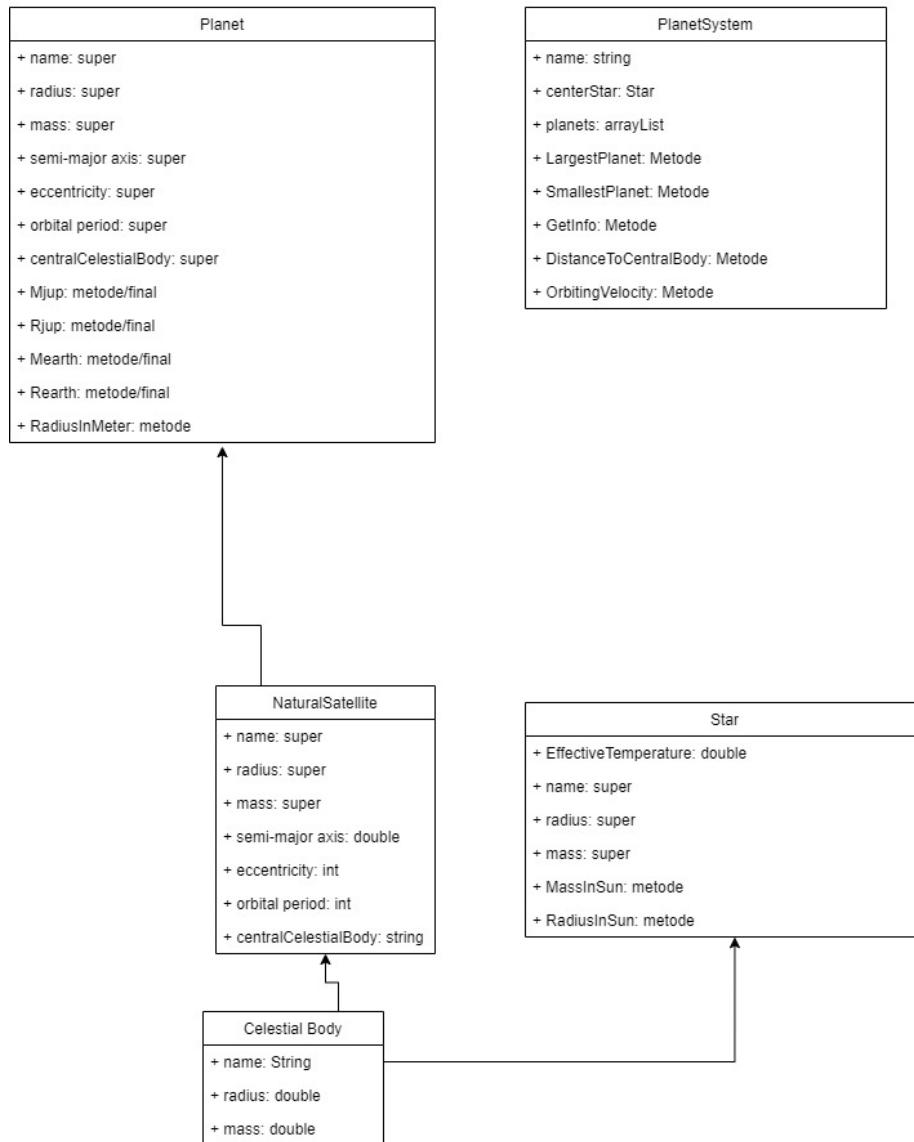 Planet
+ name: super
+ radius: super
+ mass: super
+ semi-major axis: super
+ eccentricity: super
+ orbital period: super
+ centralCelestialBody: super
+ Mjup: metode/final
+ Rjup: metode/final
+ Mearth: metode/final
+ Rearth: metode/final
+ RadiusInMeter: metode
PlanetSystem
+ name: string
+ centerStar: Star
+ planets: arrayList
+ LargestPlanet: Metode
+ SmallestPlanet: Metode
+ GetInfo: Metode
+ DistanceToCentralBody: Metode
+ OrbitingVelocity: Metode
NaturalSatellite
+ name: super
+ radius: super
+ mass: super
+ semi-major axis: double
+ eccentricity: int
+ orbital period: int
+ centralCelestialBody: string
Star
+ EffectiveTemperature: double
+ name: super
+ radius: super
+ mass: super
+ MassInSun: metode
+ RadiusInSun: metode
Celestial Body
+ name: String
+ radius: double
+ mass: double